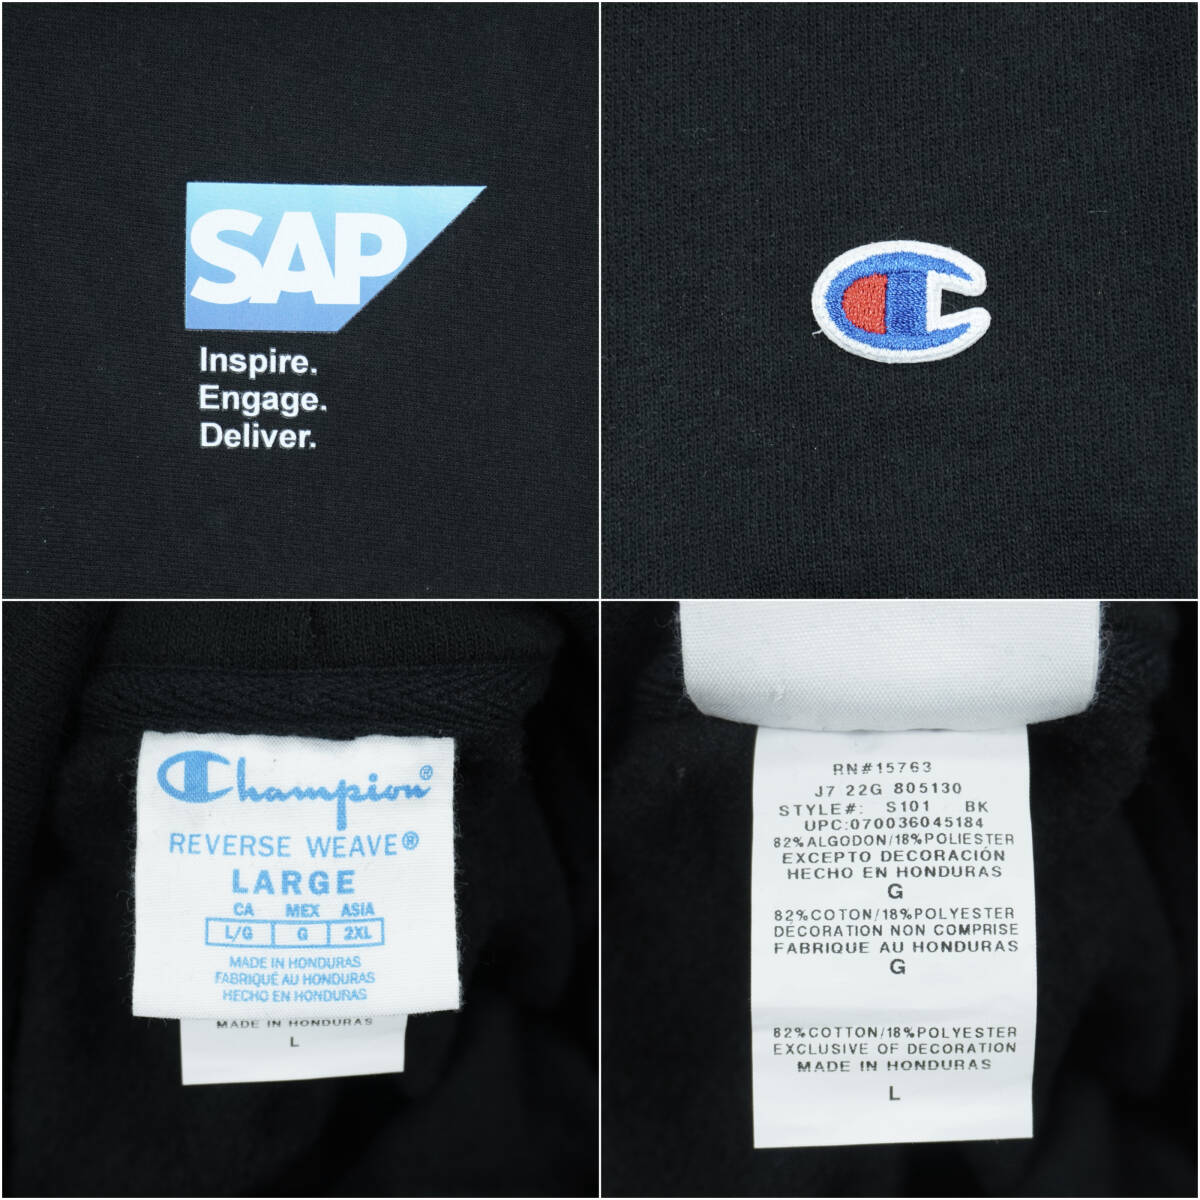 SAP
Inspire.
Engage.
Deliver.
Champion®
REVERSE WEAVE®
LARGE
CA MEX ASIA
L/G G 2XL
MADE IN HONDURAS
FABRIQUÉ AU HONDURAS
HECHO EN HONDURAS
MADE IN HONDURAS
L
RN#15763
J7 22G 805130
STYLE#: S101 BK
UPC:070036045184
82%ALGODON/18%POLIESTER
EXCEPTO DECORACIÓN
HECHO EN HONDURAS
G
82%COTON/18%POLYESTER
DÉCORATION NON COMPRISE
FABRIQUE AU HONDURAS
G
82%COTTON/18%POLYESTER
EXCLUSIVE OF DECORATION
MADE IN HONDURAS
L